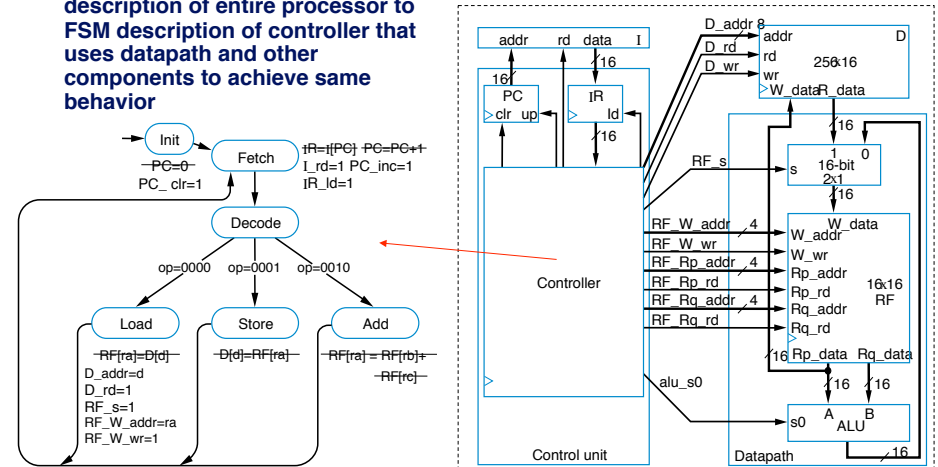 description of entire processor to
FSM description of controller that
uses datapath and other
components to achieve same
behavior
Init
PC=0
PC_ clr=1
Fetch
IR=I[PC] PC=PC+1
I_rd=1 PC_inc=1
IR_ld=1
Decode
op=0000
op=0001
op=0010
Load
Store
Add
RF[ra]=D[d]
D_addr=d
D_rd=1
RF_s=1
RF_W_addr=ra
RF_W_wr=1
D[d]=RF[ra]
RF[ra] = RF[rb]+
RF[rc]
addr rd data I
16
16
PC
clr up
IR
ld
16
Controller
Control unit
D_addr 8
D_rd
D_wr
RF_s
RF_W_addr 4
RF_W_wr
RF_Rp_addr 4
RF_Rp_rd
RF_Rq_addr 4
RF_Rq_rd
alu_s0
addr D
rd
256x16
wr
W_data R_data
16
1 0
s 16-bit
2x1
16
W_data
W_addr
W_wr
Rp_addr
Rp_rd
16x16
RF
Rq_addr
Rq_rd
16 Rp_data Rq_data
16 16
A B
s0 ALU
16
Datapath